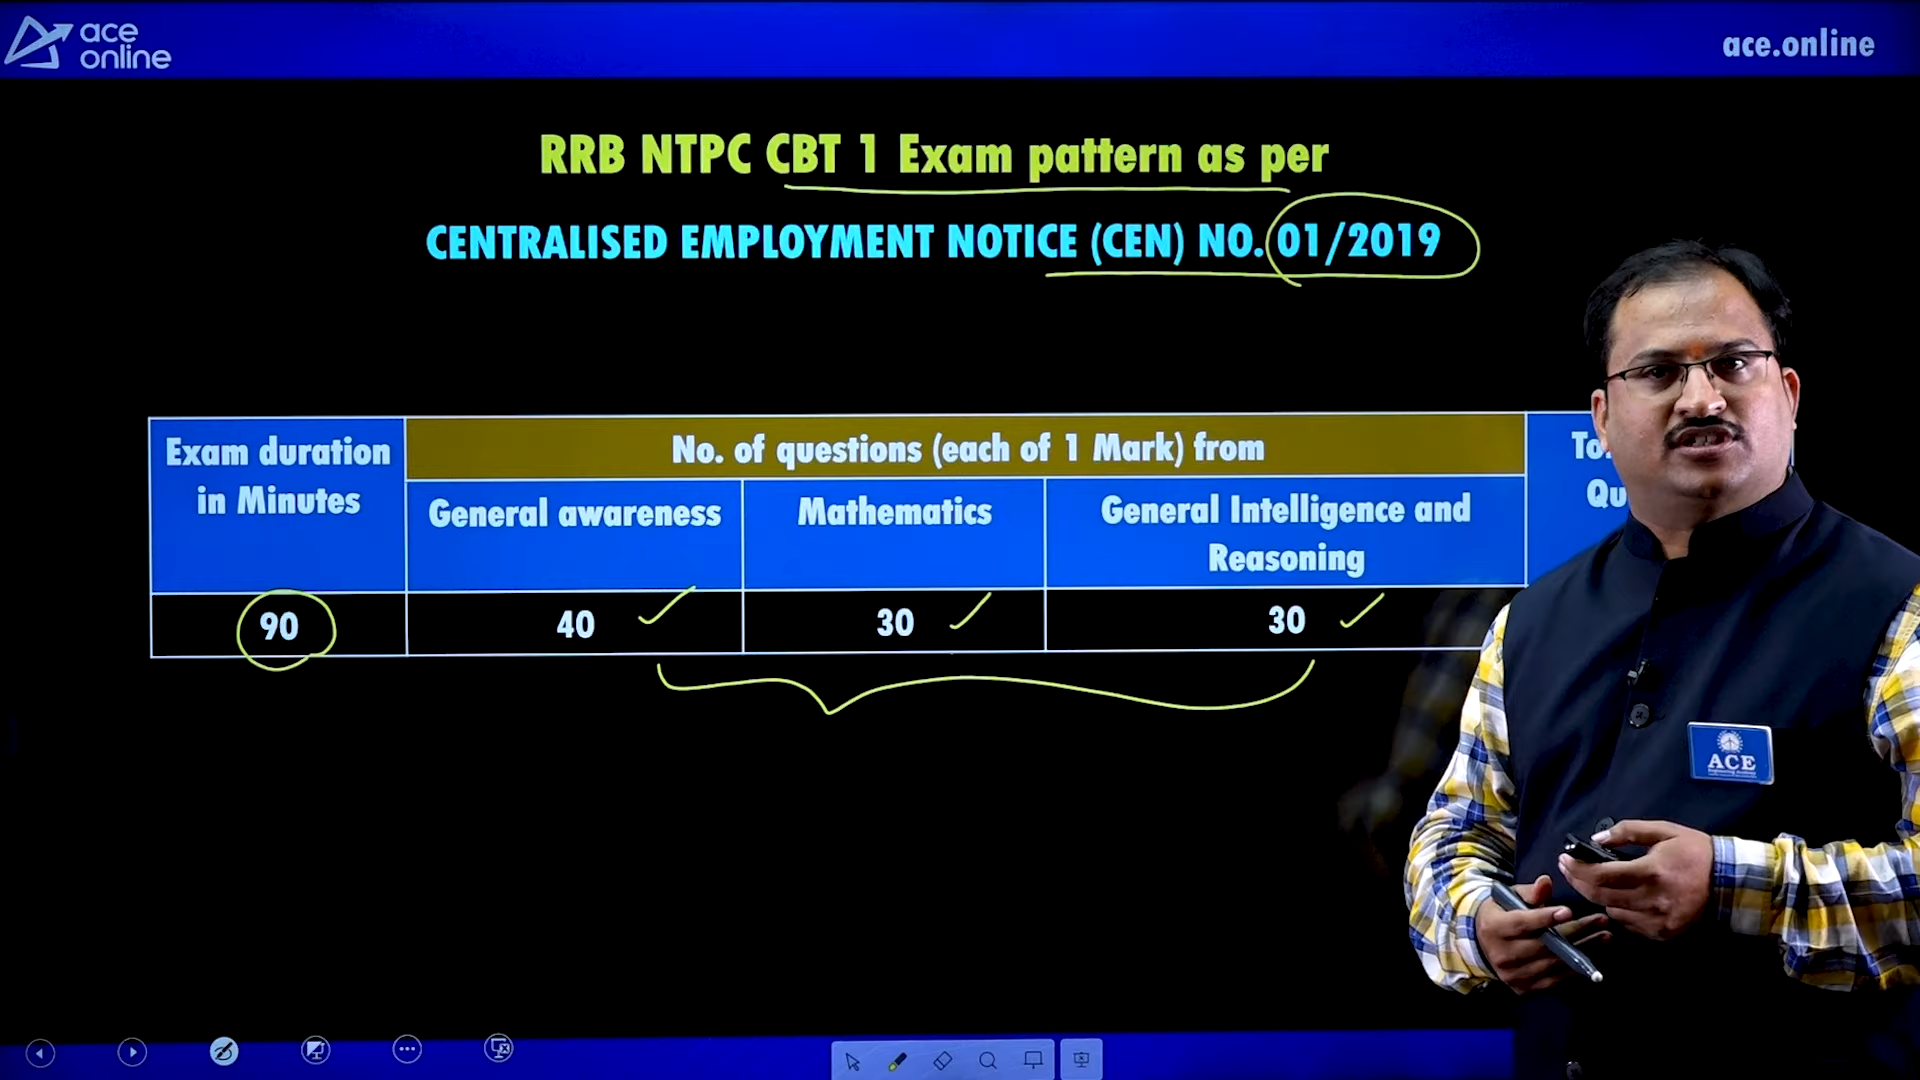 ace
online
ace.online
RRB NTPC CBT 1 Exam pattern as per
CENTRALISED EMPLOYMENT NOTICE (CEN) NO. 01/2019
Exam duration
in Minutes
No. of questions (each of 1 Mark) from
General awareness
Mathematics
General Intelligence and
Reasoning
90
40
30
30
ACE